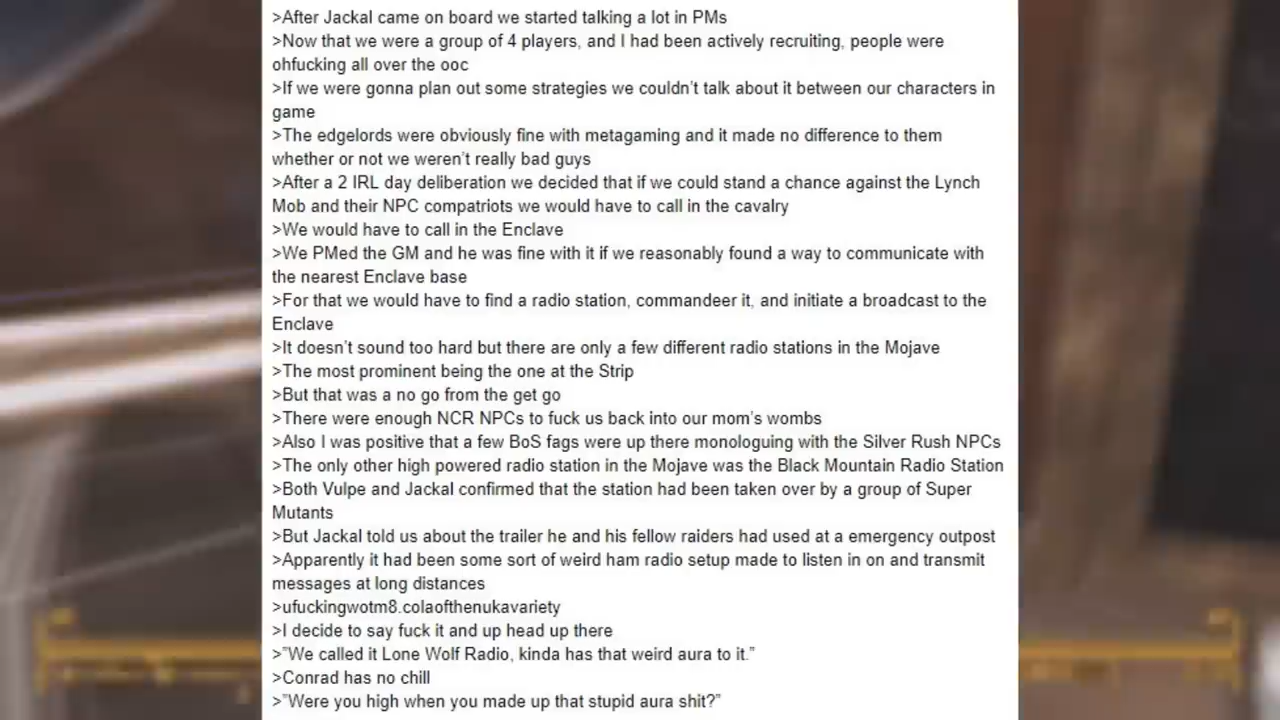 >After Jackal came on board we started talking a lot in PMs
>Now that we were a group of 4 players, and I had been actively recruiting, people were
ohfucking all over the ooc
>If we were gonna plan out some strategies we couldn't talk about it between our characters in
game
>The edgelords were obviously fine with metagaming and it made no difference to them
whether or not we weren't really bad guys
>After a 2 IRL day deliberation we decided that if we could stand a chance against the Lynch
Mob and their NPC compatriots we would have to call in the cavalry
>We would have to call in the Enclave
>We PMed the GM and he was fine with it if we reasonably found a way to communicate with
the nearest Enclave base
>For that we would have to find a radio station, commandeer it, and initiate a broadcast to the
Enclave
>It doesn't sound too hard but there are only a few different radio stations in the Mojave
>The most prominent being the one at the Strip
>But that was a no go from the get go
>There were enough NCR NPCs to fuck us back into our mom's wombs
>Also I was positive that a few BoS fags were up there monologuing with the Silver Rush NPCs
>The only other high powered radio station in the Mojave was the Black Mountain Radio Station
>Both Vulpe and Jackal confirmed that the station had been taken over by a group of Super
Mutants
>But Jackal told us about the trailer he and his fellow raiders had used at a emergency outpost
>Apparently it had been some sort of weird ham radio setup made to listen in on and transmit
messages at long distances
>ufuckingwotm8.colaofthenukavariety
>I decide to say fuck it and up head up there
>"We called it Lone Wolf Radio, kinda has that weird aura to it."
>Conrad has no chill
>"Were you high when you made up that stupid aura shit?"